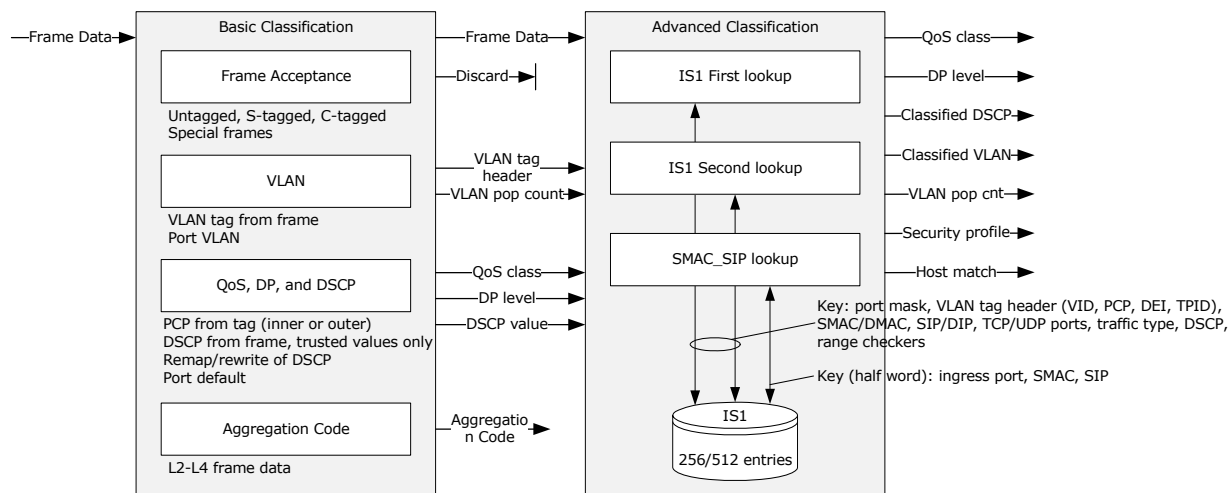 Basic Classification
Advanced Classification
Frame Data
Frame Data
QoS class
Frame Acceptance
Discard
IS1 First lookup
DP level
Untagged, S-tagged, C-tagged
Special frames
Classified DSCP
VLAN
VLAN tag
header
VLAN pop count
IS1 Second lookup
Classified VLAN
VLAN pop cnt
VLAN tag from frame
Port VLAN
Security profile
QoS, DP, and DSCP
QoS class
DP level
DSCP value
SMAC_SIP lookup
Host match
PCP from tag (inner or outer)
DSCP from frame, trusted values only
Remap/rewrite of DSCP
Port default
Key: port mask, VLAN tag header (VID, PCP, DEI, TPID),
SMAC/DMAC, SIP/DIP, TCP/UDP ports, traffic type, DSCP,
range checkers
Key (half word): ingress port, SMAC, SIP
Aggregation Code
Aggregatio
n Code
L2-L4 frame data
IS1
256/512 entries